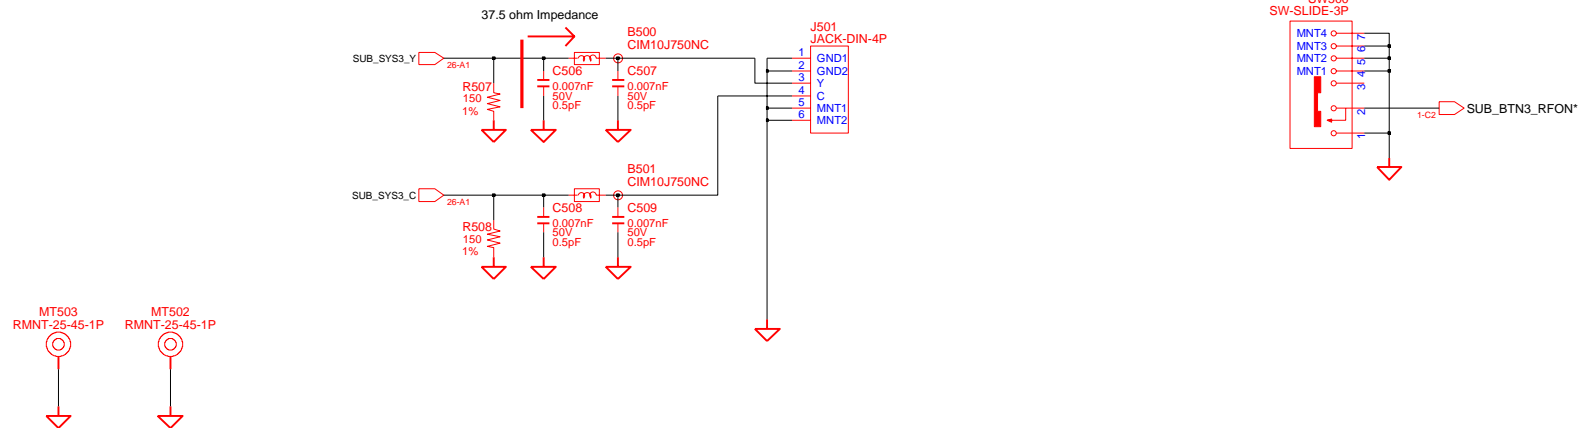 37.5 ohm Impedance
SUB_SYS3_Y
26-A1
B500
CIM10J750NC
R507
150
1%
C506
0.007nF
50V
0.5pF
C507
0.007nF
50V
0.5pF
J501
JACK-DIN-4P
1 GND1
2 GND2
3 Y
4 C
5 MNT1
6 MNT2
SUB_SYS3_C
26-A1
B501
CIM10J750NC
R508
150
1%
C508
0.007nF
50V
0.5pF
C509
0.007nF
50V
0.5pF
SW-SLIDE-3P
MNT4 7
MNT3 6
MNT2 5
MNT1 4
3
2
1
1-C2
SUB_BTN3_RFON*
MT503
RMNT-25-45-1P
MT502
RMNT-25-45-1P